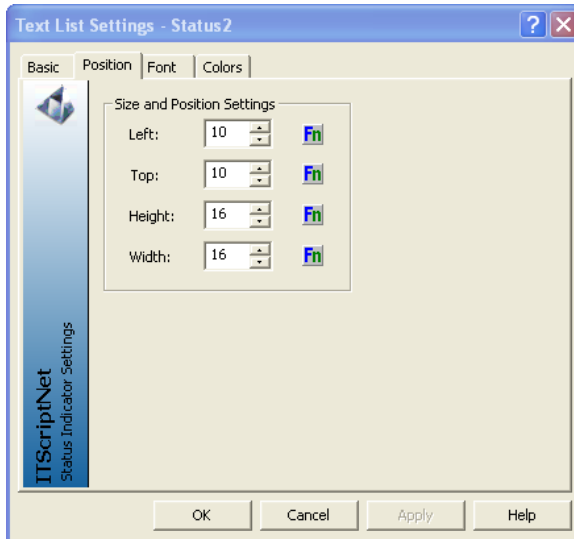 Text List Settings - Status2
Basic Position Font Colors
Size and Position Settings
Left: 10 Fn
Top: 10 Fn
Height: 16 Fn
Width: 16 Fn
ITScriptNet
Status Indicator Settings
OK Cancel Apply Help